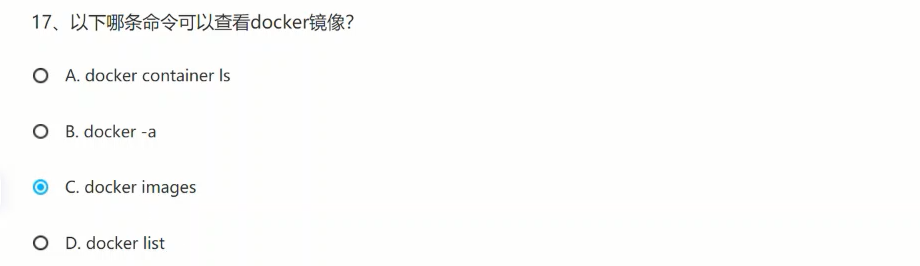 17、以下哪条命令可以查看docker镜像?
A. docker container ls
B. docker -a
C. docker images
D. docker list